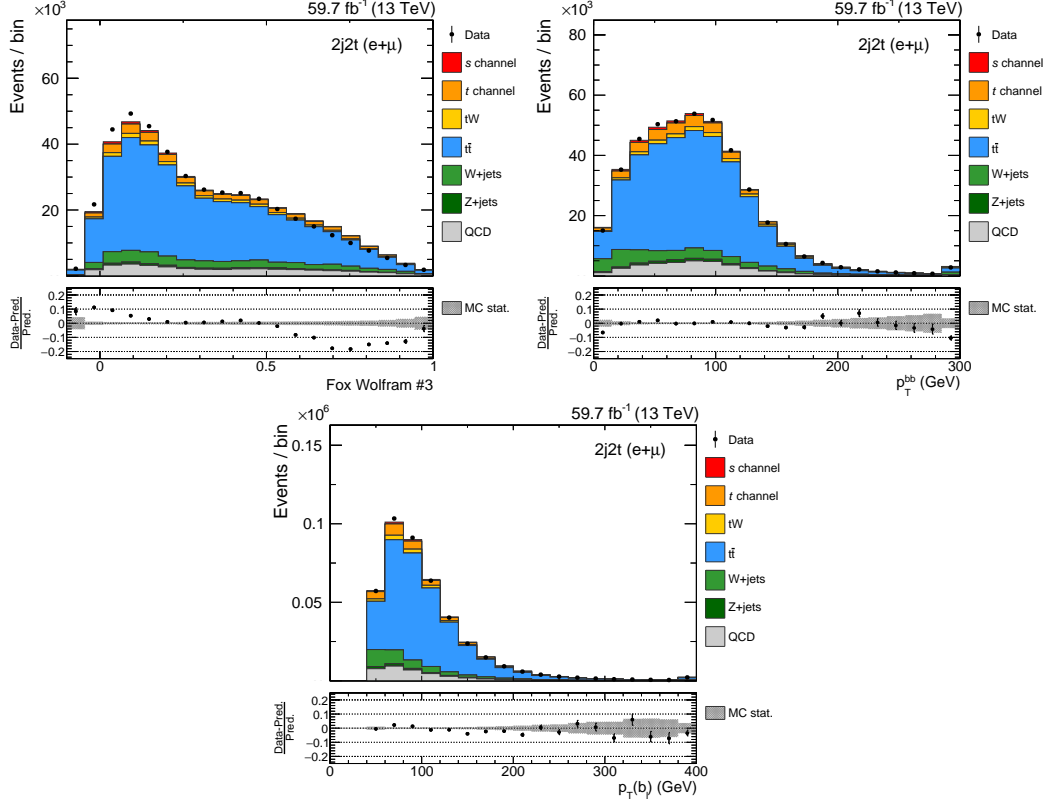 ×10³
59.7 fb⁻¹ (13 TeV)
Events / bin
2j2t (e+μ)
60
40
20
Data
s channel
t channel
tW
tt̄
W+jets
Z+jets
QCD
Data-Pred.
Pred.
0.2
0.1
0
−0.1
−0.2
MC stat.
0
0.5
1
Fox Wolfram #3
×10³
59.7 fb⁻¹ (13 TeV)
Events / bin
2j2t (e+μ)
80
60
40
20
Data
s channel
t channel
tW
tt̄
W+jets
Z+jets
QCD
Data-Pred.
Pred.
0.2
0.1
0
−0.1
−0.2
MC stat.
0
100
200
300
p_T^bb (GeV)
×10⁶
59.7 fb⁻¹ (13 TeV)
Events / bin
2j2t (e+μ)
0.15
0.1
0.05
Data
s channel
t channel
tW
tt̄
W+jets
Z+jets
QCD
Data-Pred.
Pred.
0.2
0.1
0
−0.1
−0.2
MC stat.
0
100
200
300
400
p_T(b_l) (GeV)